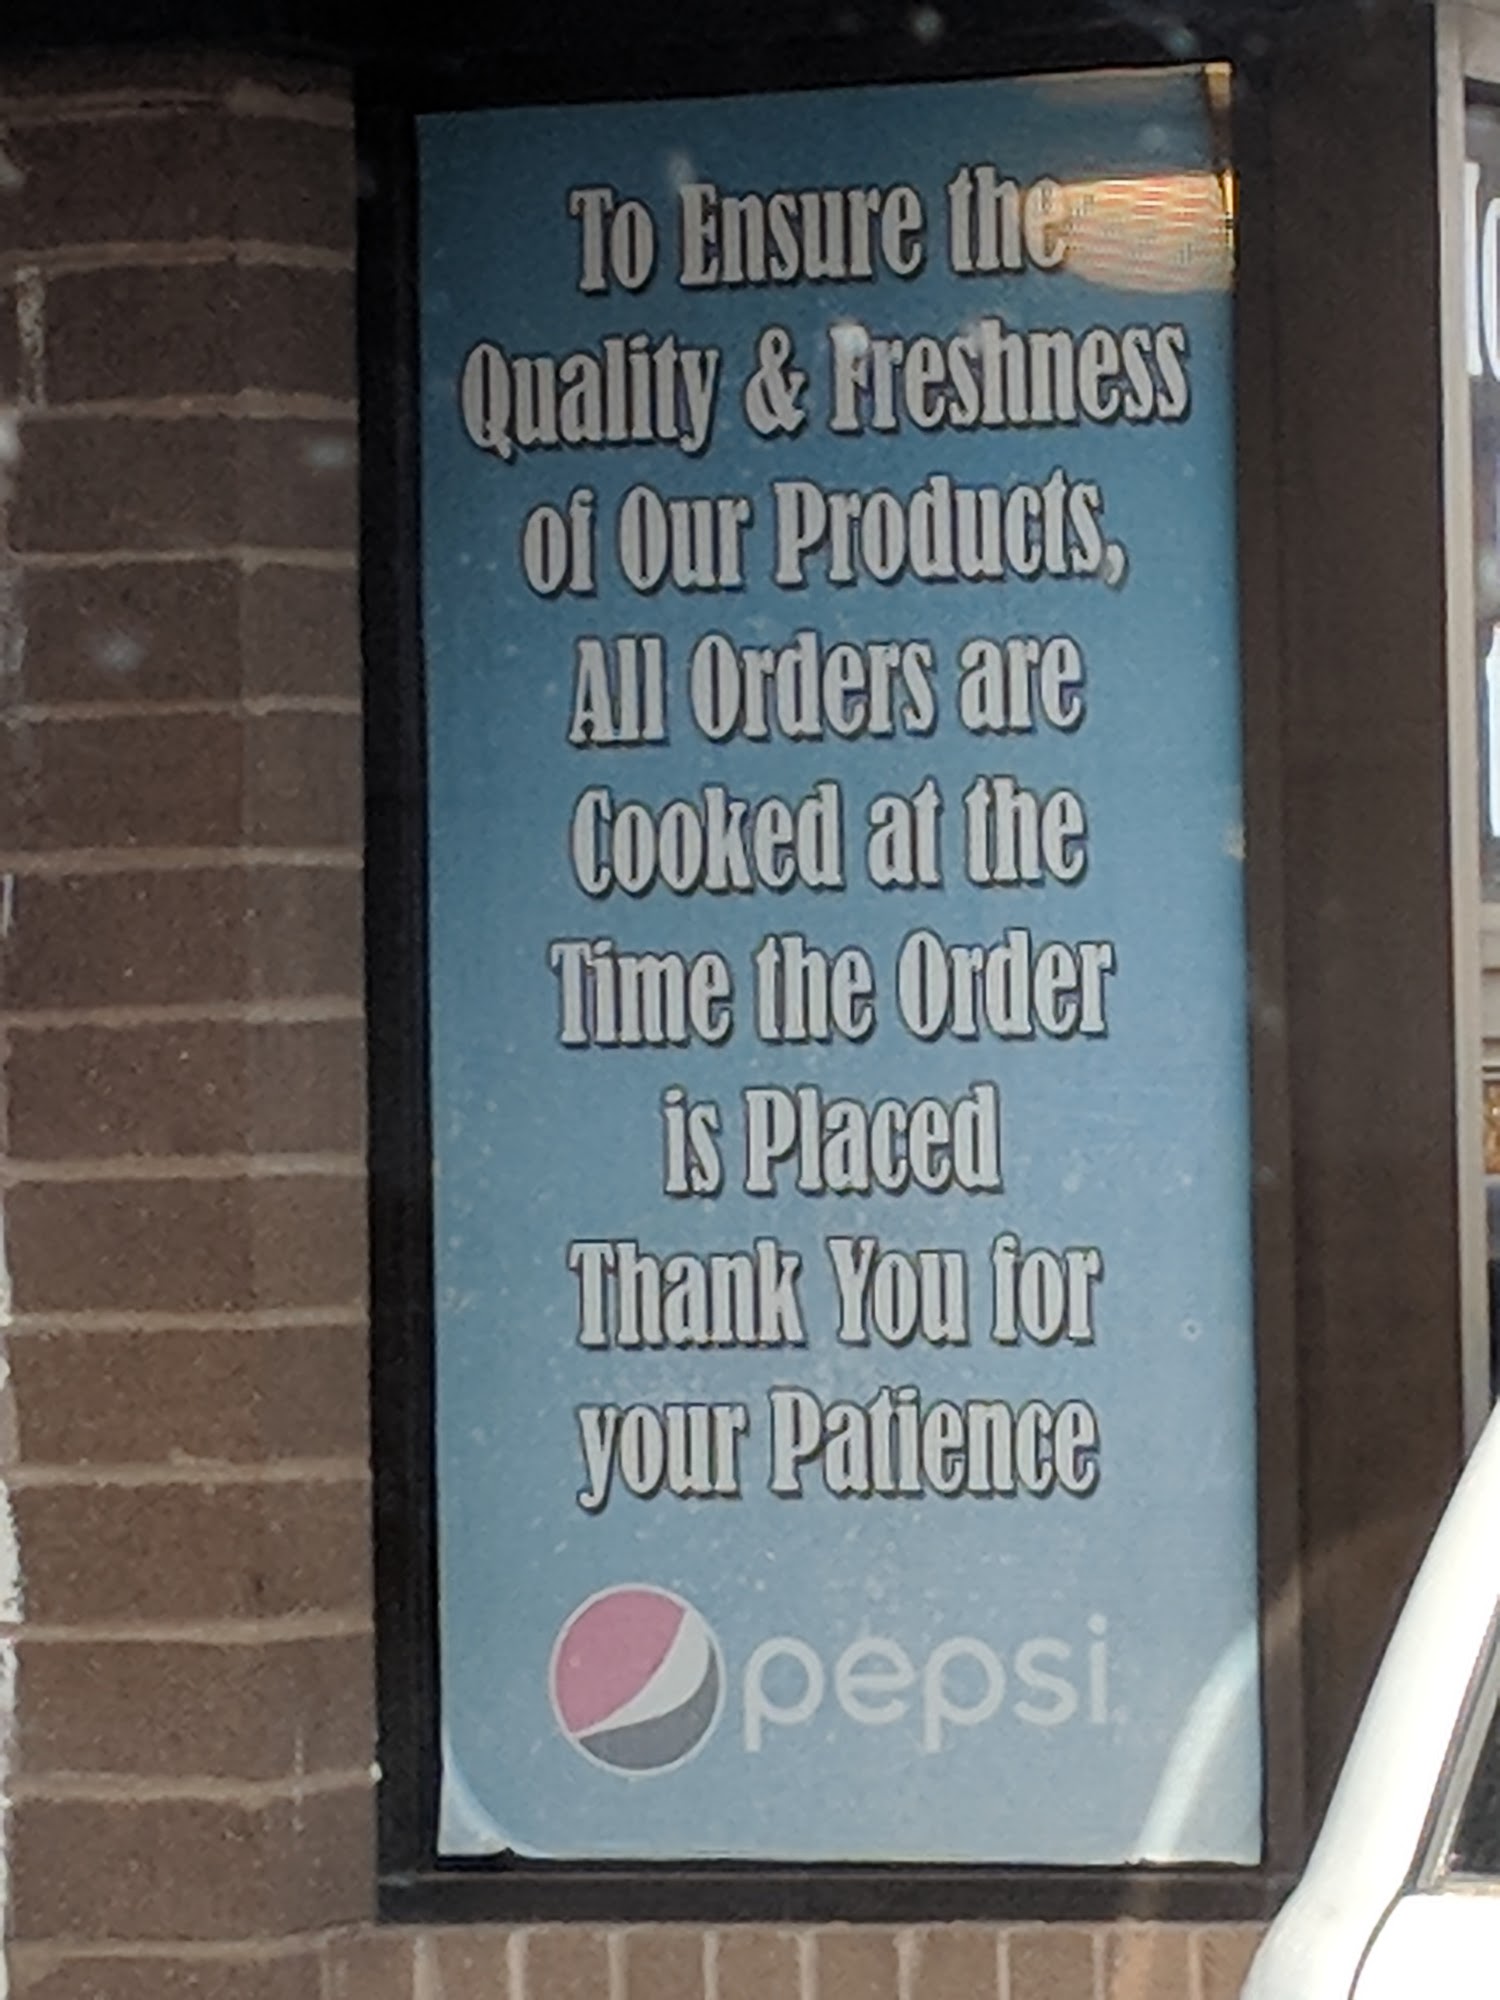 To Ensure the
Quality & Freshness
of Our Products,
All Orders are
Cooked at the
Time the Order
is Placed
Thank You for
your Patience
pepsi